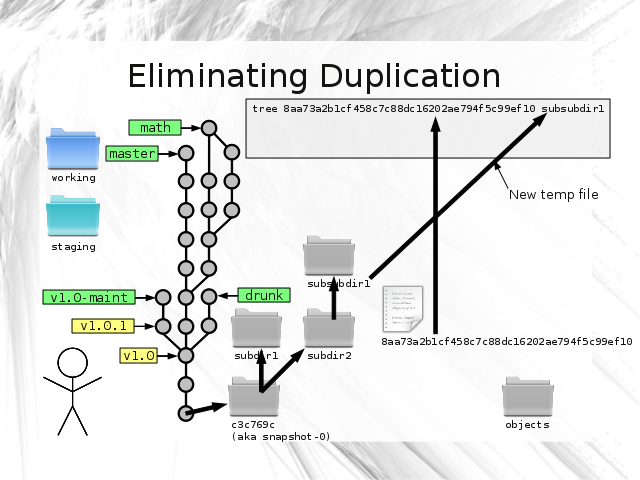 Eliminating Duplication
tree 8aa73a2b1cf458c7c88dc16202ae794f5c99ef10 subsubdir1
math
master
working
New temp file
staging
subsubdir1
v1.0-maint
drunk
v1.0.1
8aa73a2b1cf458c7c88dc16202ae794f5c99ef10
v1.0
subdir1
subdir2
c3c769c
(aka snapshot-0)
objects